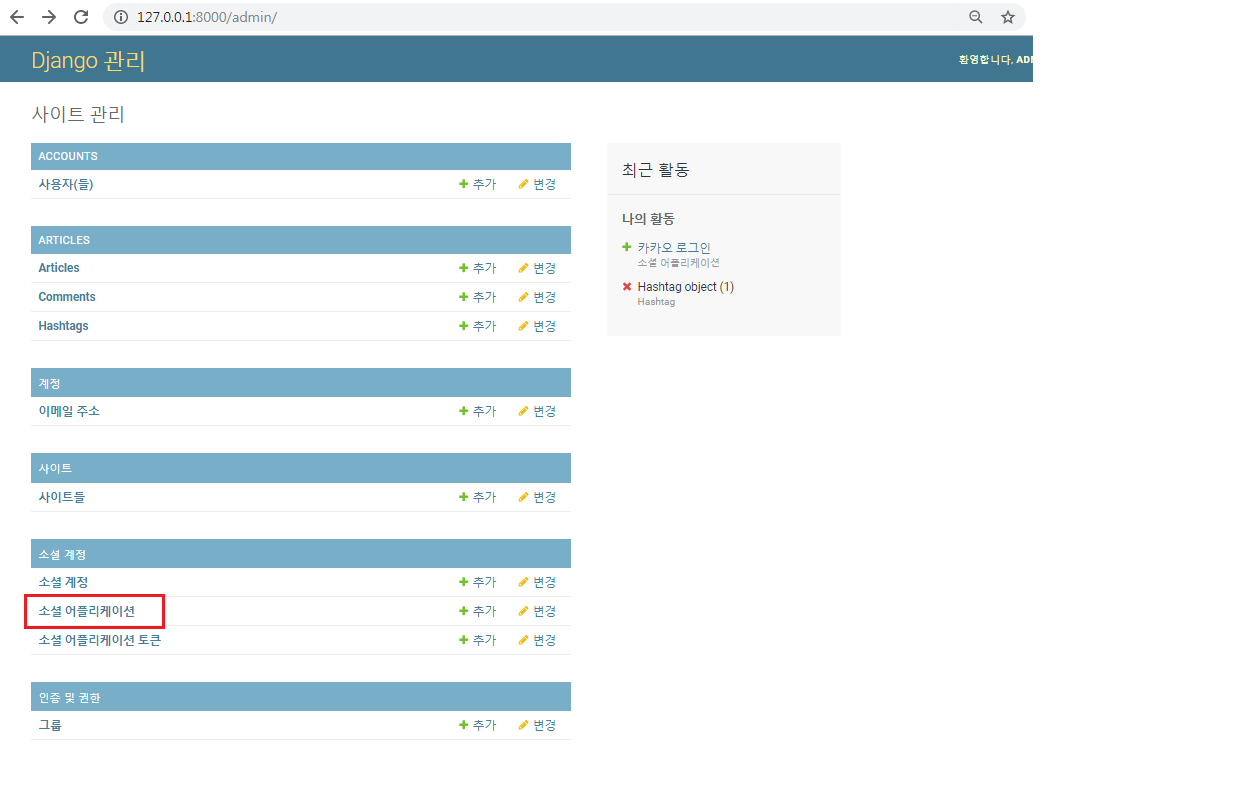 127.0.0.1:8000/admin/
Django 관리
환영합니다, ADM
사이트 관리
ACCOUNTS
사용자(들) 추가 변경
ARTICLES
Articles 추가 변경
Comments 추가 변경
Hashtags 추가 변경
계정
이메일 주소 추가 변경
사이트
사이트들 추가 변경
소셜 계정
소셜 계정 추가 변경
소셜 어플리케이션 추가 변경
소셜 어플리케이션 토큰 추가 변경
인증 및 권한
그룹 추가 변경
최근 활동
나의 활동
카카오 로그인
소셜 어플리케이션
Hashtag object (1)
Hashtag